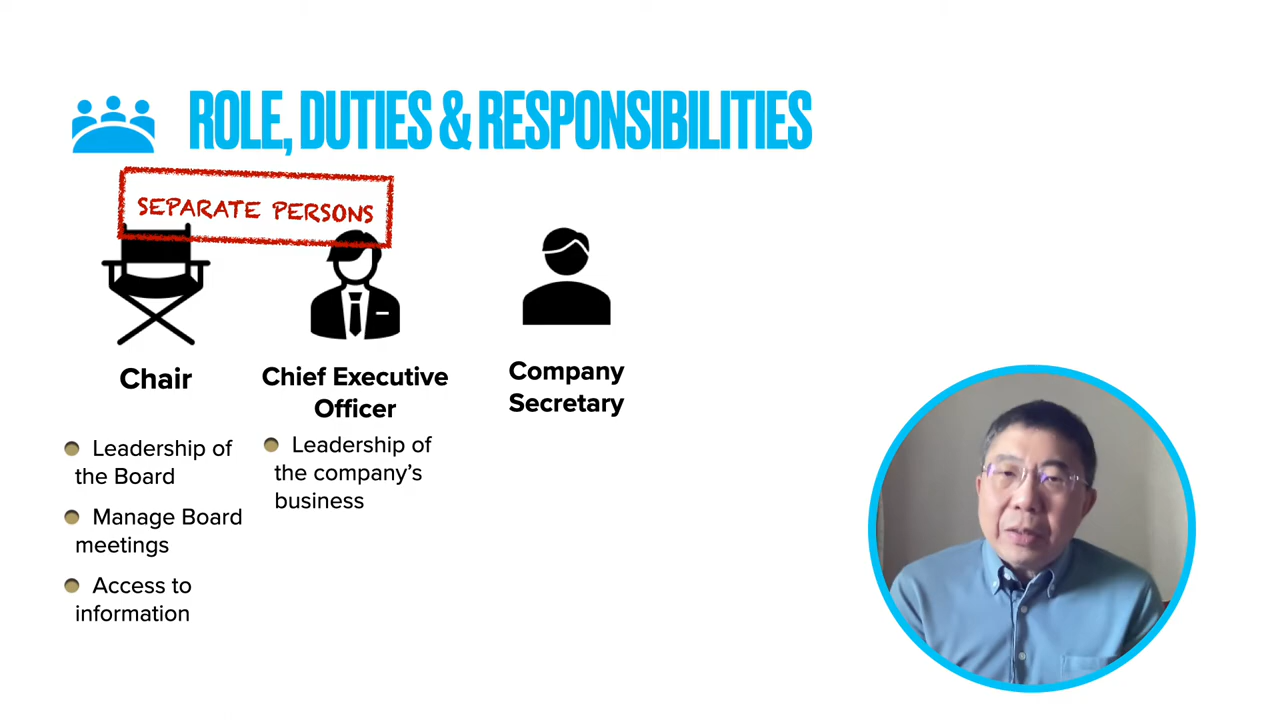 ROLE, DUTIES & RESPONSIBILITIES
SEPARATE PERSONS
Chair
Leadership of
the Board
Manage Board
meetings
Access to
information
Chief Executive
Officer
Leadership of
the company’s
business
Company
Secretary